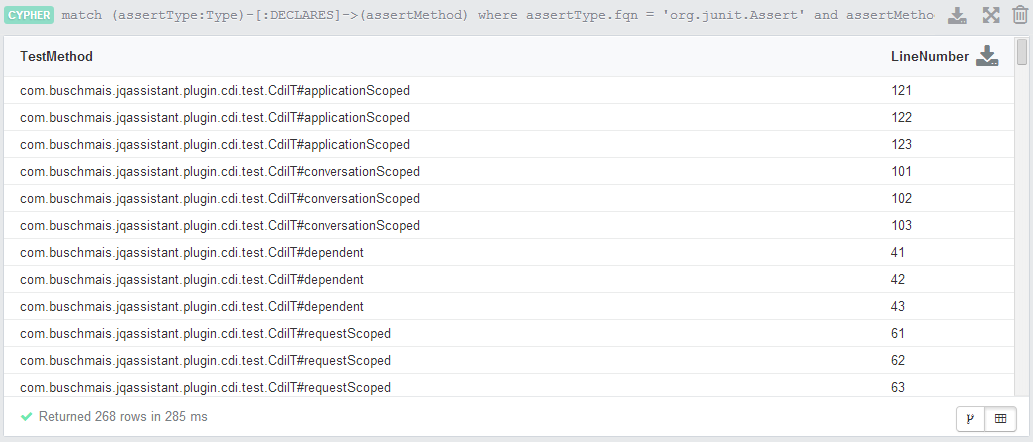 CYPHER match (assertType:Type)-[:DECLARES]->(assertMethod) where assertType.fqn = 'org.junit.Assert' and assertMetho
TestMethod LineNumber
com.buschmais.jqassistant.plugin.cdi.test.CdiIT#applicationScoped 121
com.buschmais.jqassistant.plugin.cdi.test.CdiIT#applicationScoped 122
com.buschmais.jqassistant.plugin.cdi.test.CdiIT#applicationScoped 123
com.buschmais.jqassistant.plugin.cdi.test.CdiIT#conversationScoped 101
com.buschmais.jqassistant.plugin.cdi.test.CdiIT#conversationScoped 102
com.buschmais.jqassistant.plugin.cdi.test.CdiIT#conversationScoped 103
com.buschmais.jqassistant.plugin.cdi.test.CdiIT#dependent 41
com.buschmais.jqassistant.plugin.cdi.test.CdiIT#dependent 42
com.buschmais.jqassistant.plugin.cdi.test.CdiIT#dependent 43
com.buschmais.jqassistant.plugin.cdi.test.CdiIT#requestScoped 61
com.buschmais.jqassistant.plugin.cdi.test.CdiIT#requestScoped 62
com.buschmais.jqassistant.plugin.cdi.test.CdiIT#requestScoped 63
Returned 268 rows in 285 ms